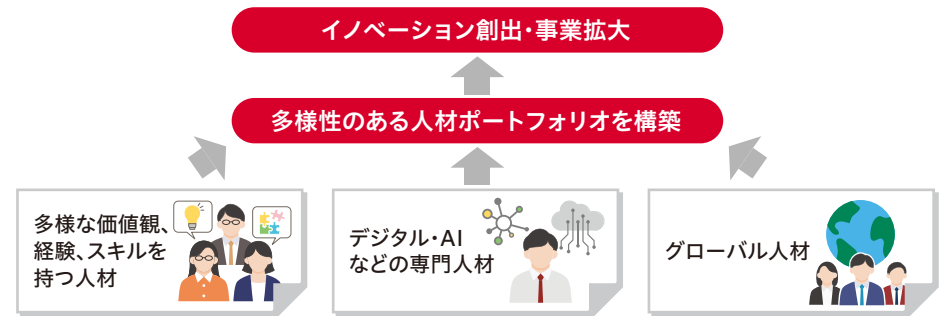 イノベーション創出・事業拡大
多様性のある人材ポートフォリオを構築
多様な価値観、
経験、スキルを
持つ人材
デジタル・AI
などの専門人材
グローバル人材